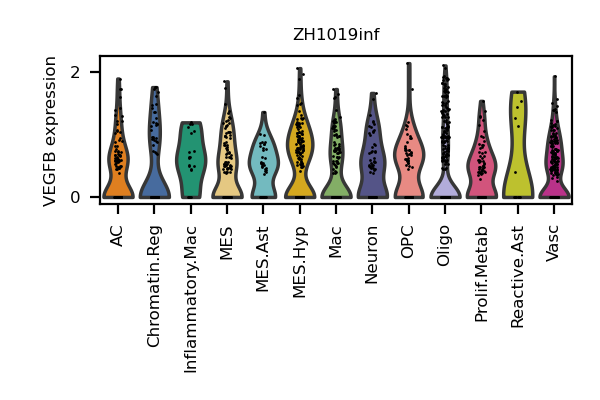 ZH1019inf
VEGFB expression
2
0
AC
Chromatin.Reg
Inflammatory.Mac
MES
MES.Ast
MES.Hyp
Mac
Neuron
OPC
Oligo
Prolif.Metab
Reactive.Ast
Vasc